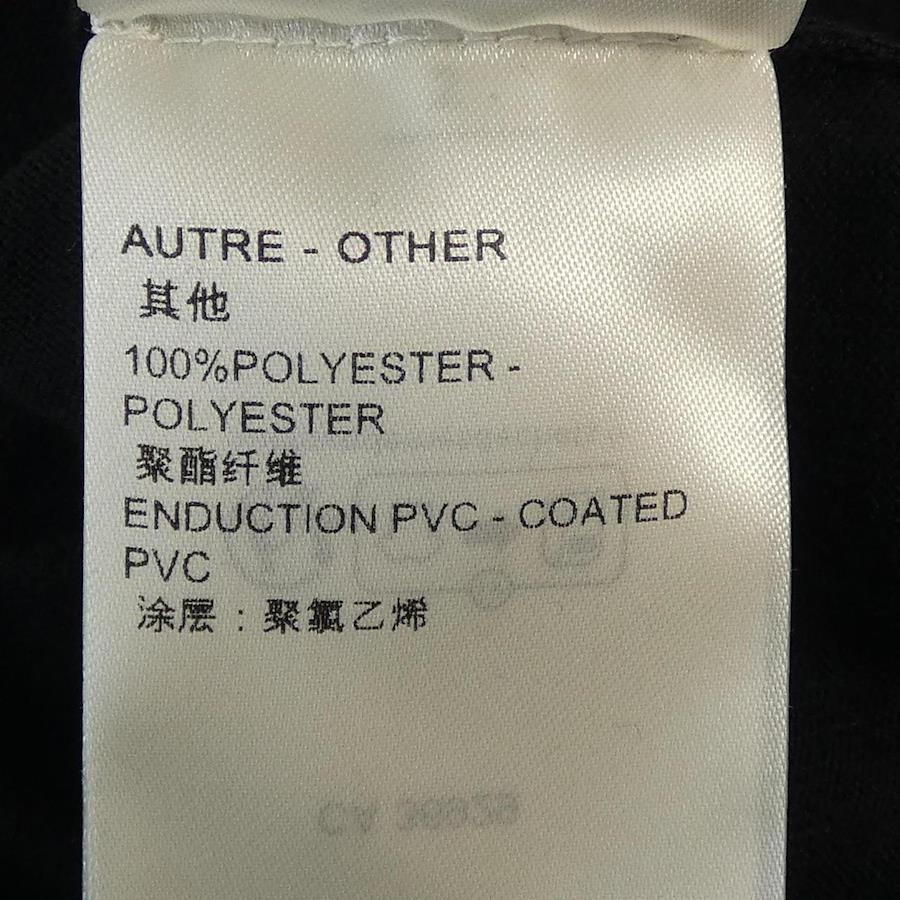 AUTRE - OTHER
其他
100%POLYESTER -
POLYESTER
聚酯纤维
ENDUCTION PVC - COATED
PVC
涂层：聚氯乙烯